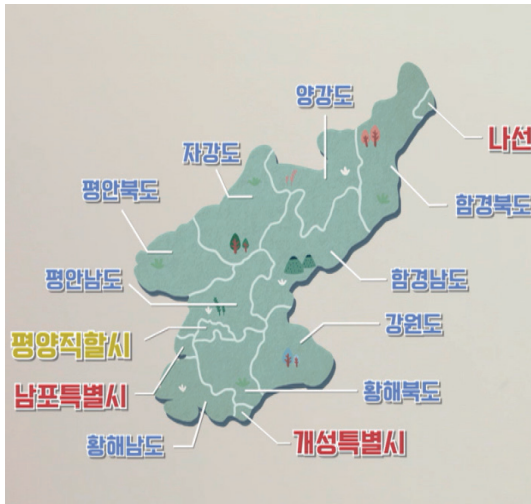 양강도
나선
자강도
평안북도
함경북도
평안남도
함경남도
강원도
평양직할시
남포특별시
황해북도
황해남도
개성특별시